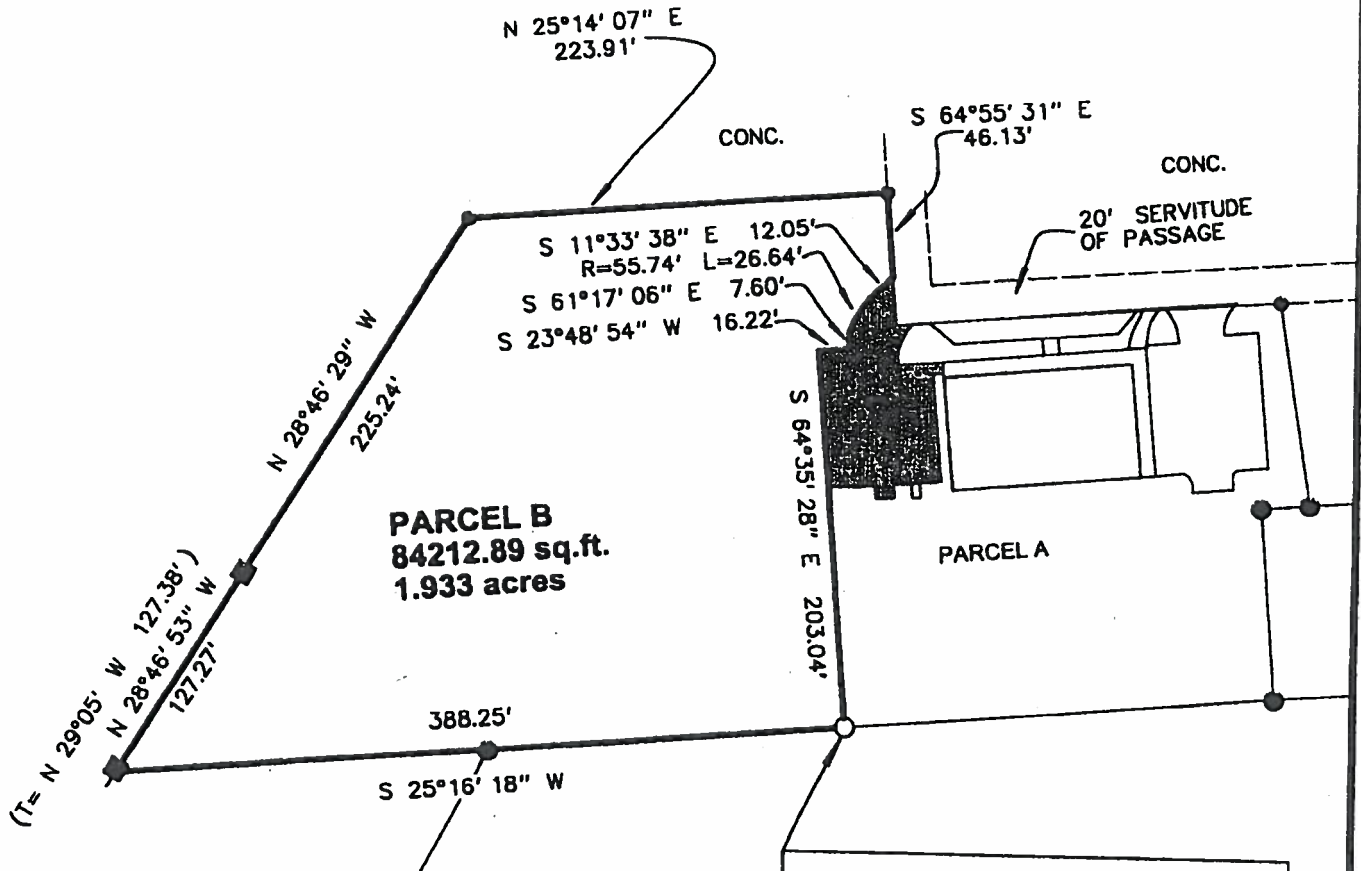 N 25°14' 07" E
223.91'
S 64°55' 31" E
46.13'
CONC.
CONC.
20' SERVITUDE
OF PASSAGE
S 11°33' 38" E 12.05'
R=55.74' L=26.64'
S 61°17' 06" E 7.60'
S 23°48' 54" W 16.22'
N 28°46' 29" W
225.24'
S 64°35' 28" E 203.04'
PARCEL B
84212.89 sq.ft.
1.933 acres
PARCEL A
(T= N 29°05' W 127.38')
N 28°46' 53" W
127.27'
388.25'
S 25°16' 18" W